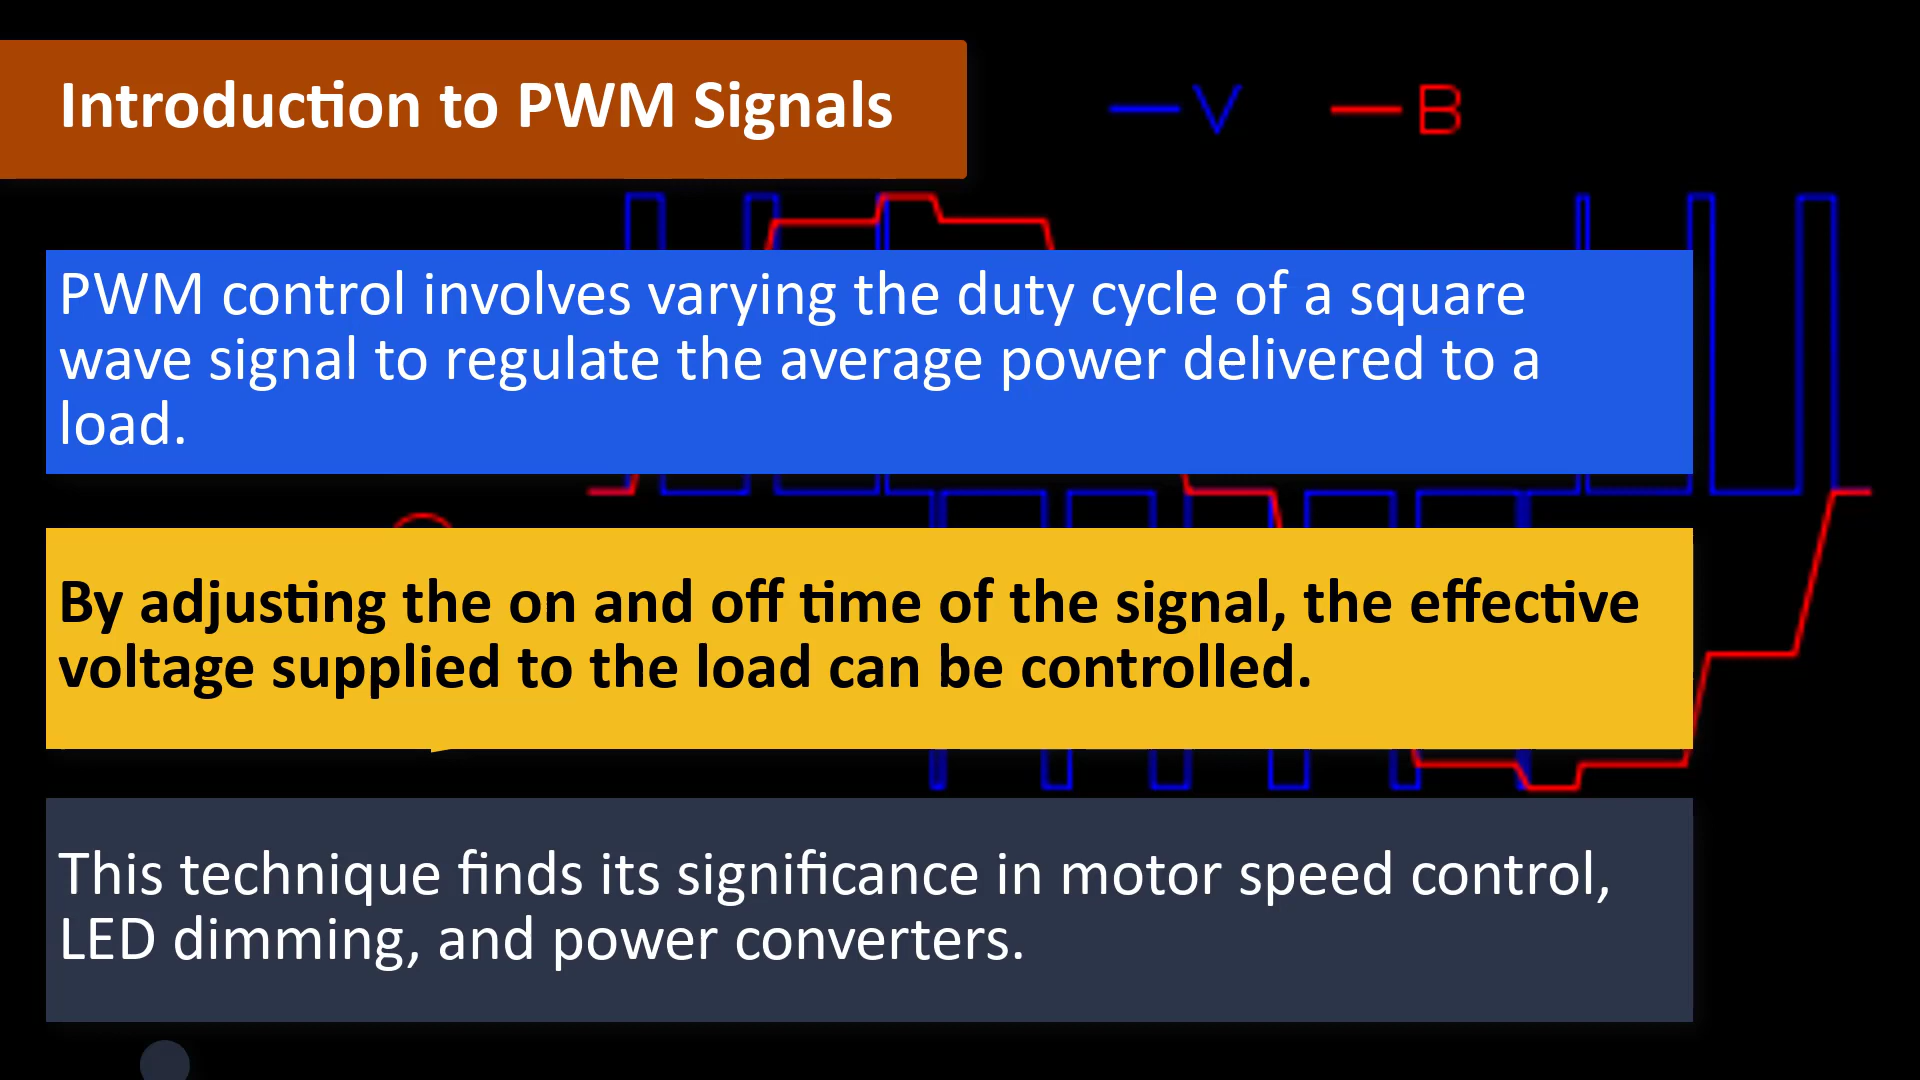 Introduction to PWM Signals
V B
PWM control involves varying the duty cycle of a square
wave signal to regulate the average power delivered to a
load.
By adjusting the on and off time of the signal, the effective
voltage supplied to the load can be controlled.
This technique finds its significance in motor speed control,
LED dimming, and power converters.